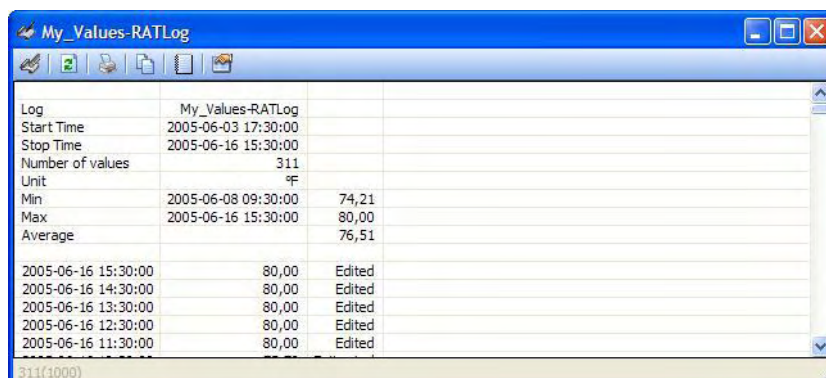 My_Values-RATLog
Log My_Values-RATLog
Start Time 2005-06-03 17:30:00
Stop Time 2005-06-16 15:30:00
Number of values 311
Unit ºF
Min 2005-06-08 09:30:00 74,21
Max 2005-06-16 15:30:00 80,00
Average 76,51
2005-06-16 15:30:00 80,00 Edited
2005-06-16 14:30:00 80,00 Edited
2005-06-16 13:30:00 80,00 Edited
2005-06-16 12:30:00 80,00 Edited
2005-06-16 11:30:00 80,00 Edited
311(1000)